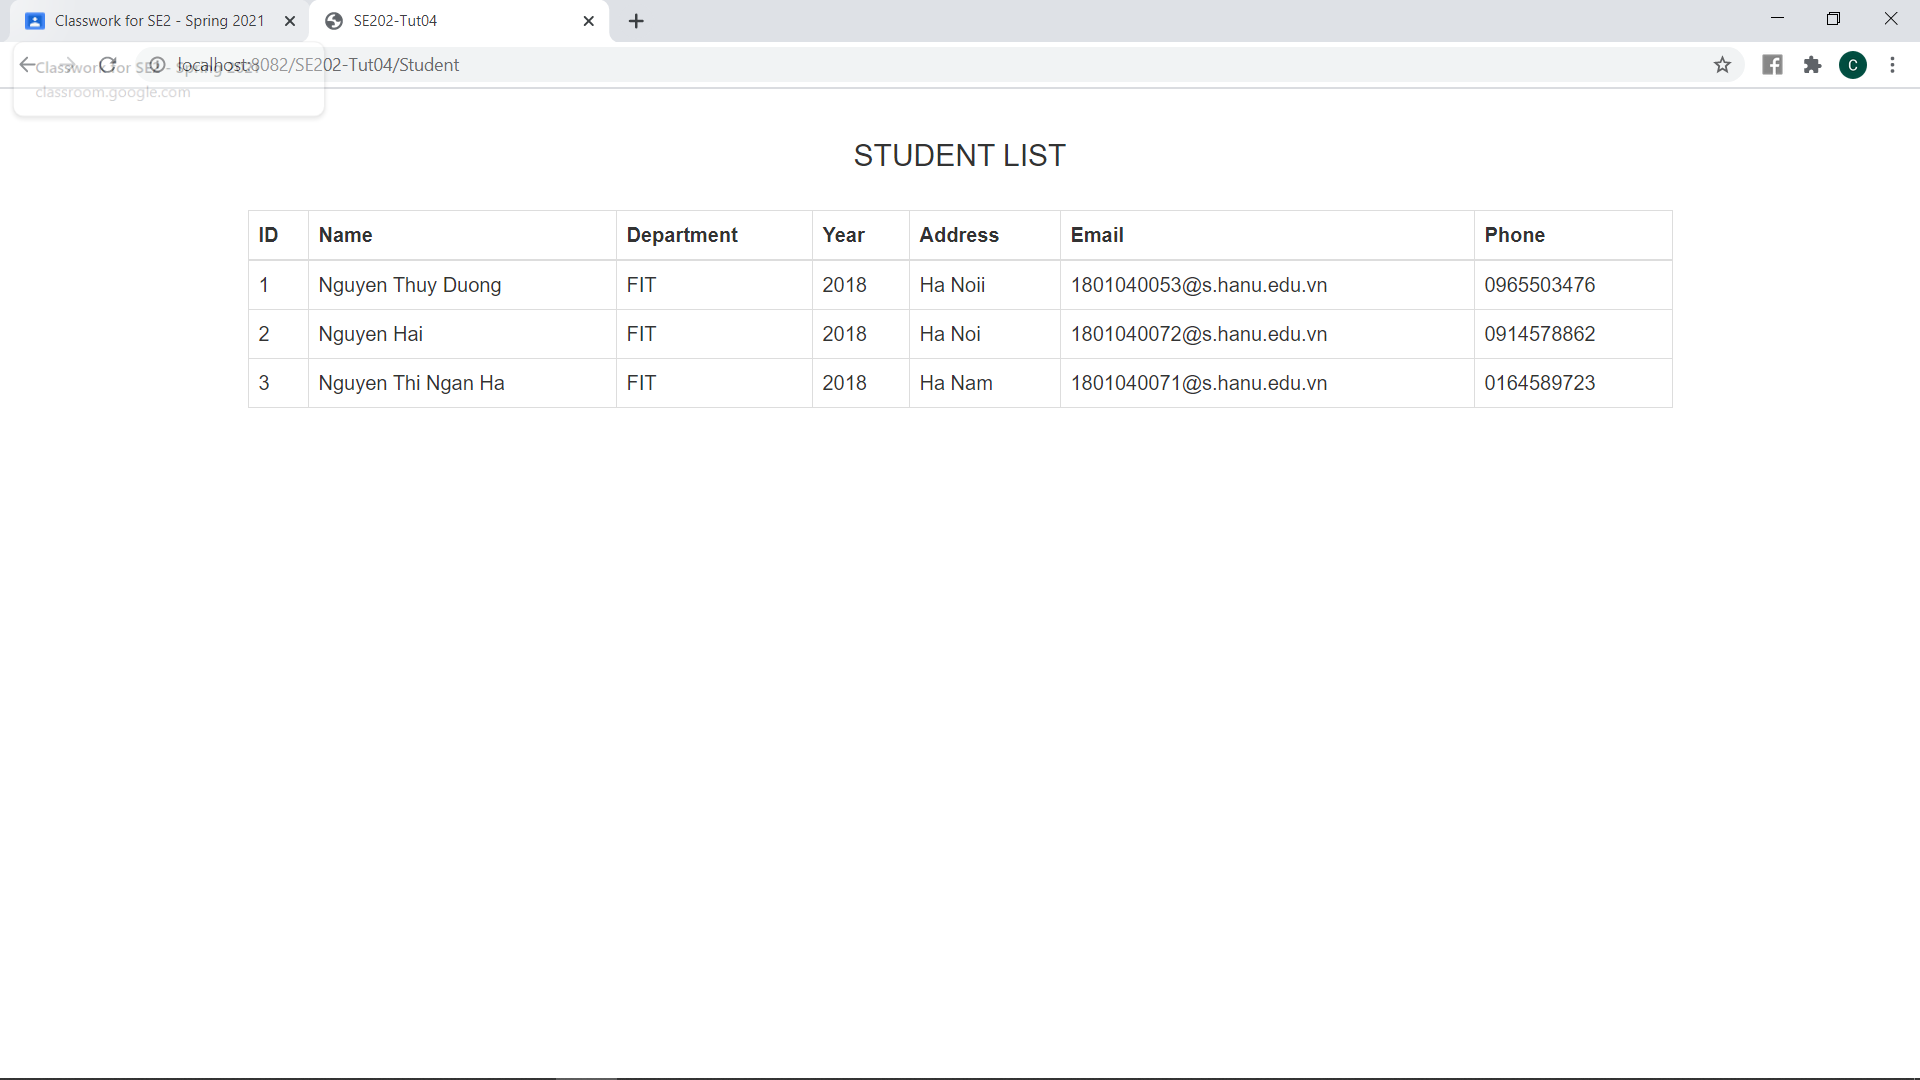 Classwork for SE2 - Spring 2021
SE202-Tut04
localhost:8082/SE202-Tut04/Student
Classwork for SE2 - Spring 2021
classroom.google.com
C
STUDENT LIST
ID Name Department Year Address Email Phone
1 Nguyen Thuy Duong FIT 2018 Ha Noii 1801040053@s.hanu.edu.vn 0965503476
2 Nguyen Hai FIT 2018 Ha Noi 1801040072@s.hanu.edu.vn 0914578862
3 Nguyen Thi Ngan Ha FIT 2018 Ha Nam 1801040071@s.hanu.edu.vn 0164589723